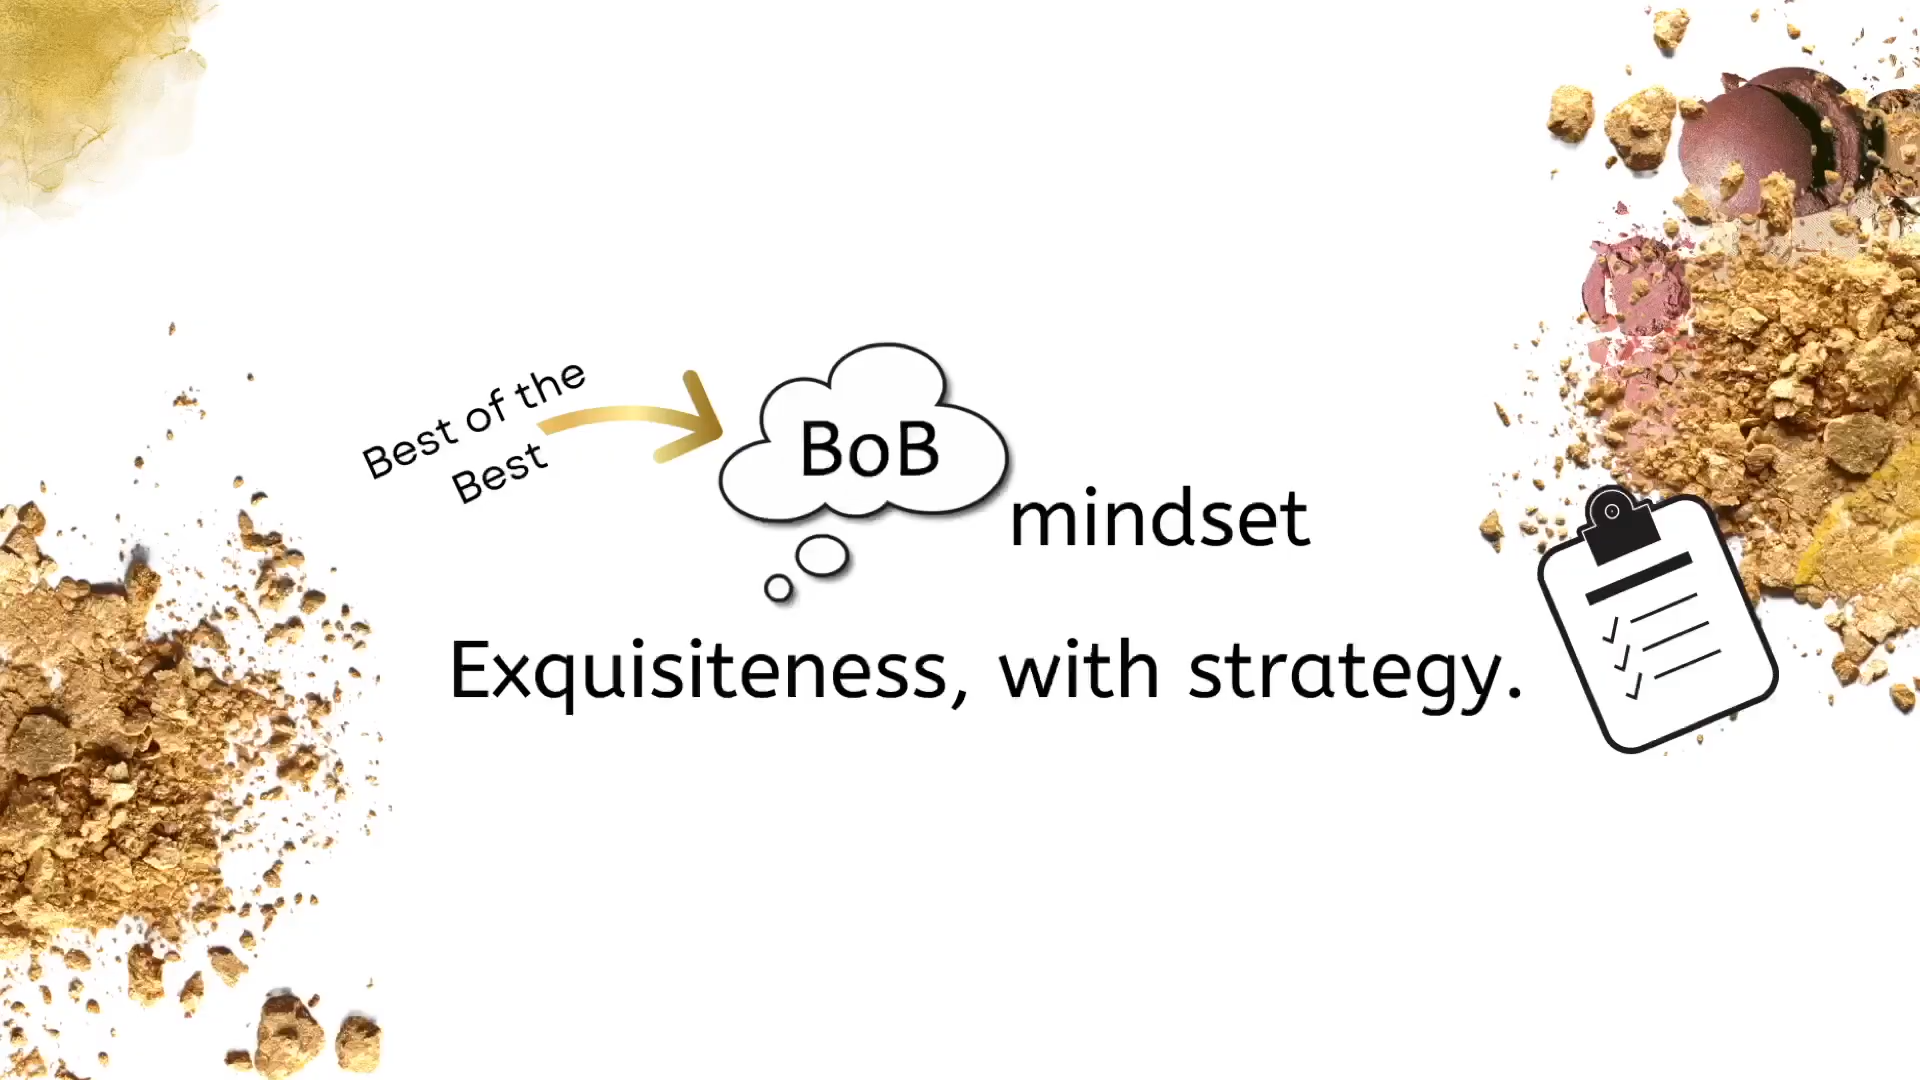 Best of the
Best
BoB
mindset
Exquisiteness, with strategy.